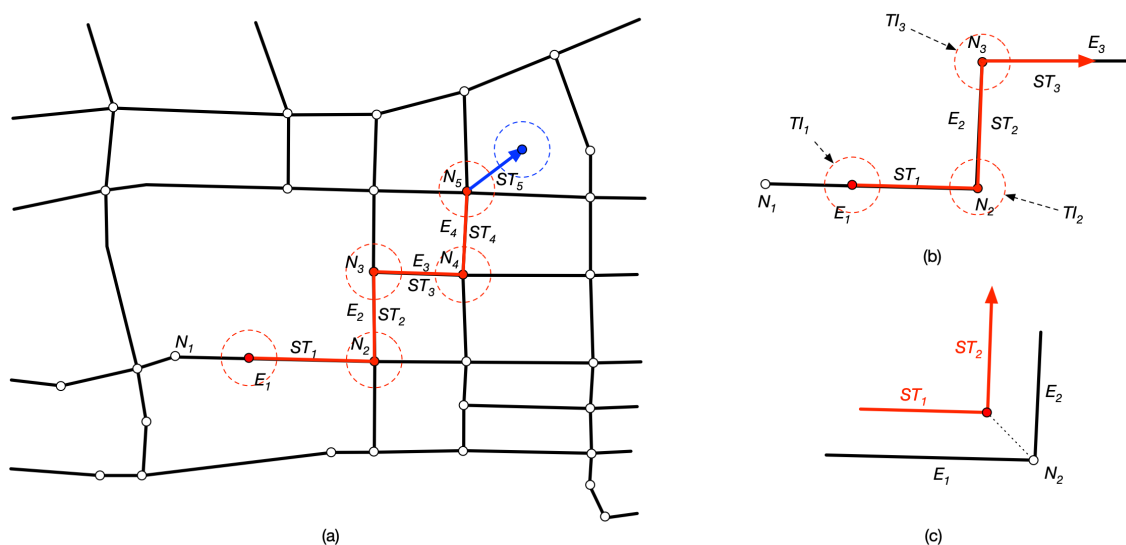 N5
ST5
E4
ST4
N3
E3
N4
ST3
E2
ST2
N1
ST1
N2
E1
(a)
TI3
N3
E3
ST3
TI1
E2
ST2
ST1
N1
E1
N2
TI2
(b)
ST2
ST1
E2
E1
N2
(c)